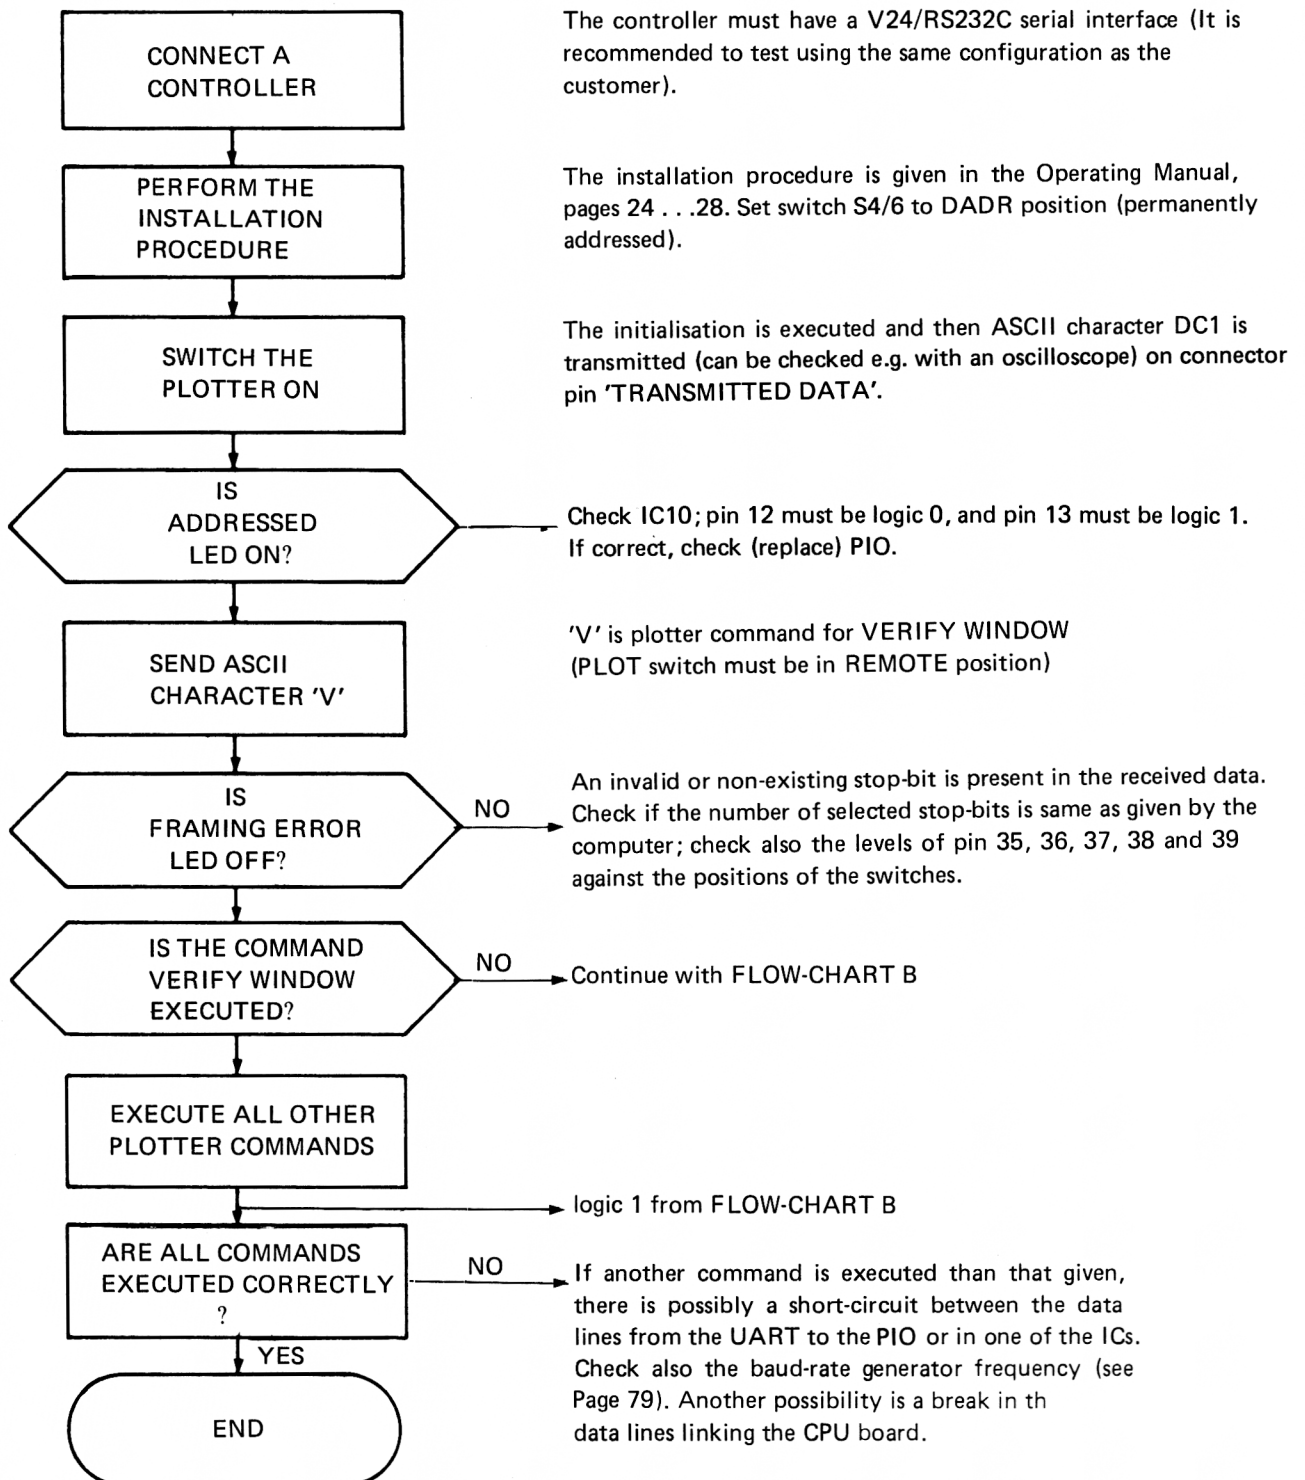 CONNECT A
CONTROLLER
The controller must have a V24/RS232C serial interface (It is
recommended to test using the same configuration as the
customer).
PERFORM THE
INSTALLATION
PROCEDURE
The installation procedure is given in the Operating Manual,
pages 24 . . .28. Set switch S4/6 to DADR position (permanently
addressed).
SWITCH THE
PLOTTER ON
The initialisation is executed and then ASCII character DC1 is
transmitted (can be checked e.g. with an oscilloscope) on connector
pin 'TRANSMITTED DATA'.
IS
ADDRESSED
LED ON?
Check IC10; pin 12 must be logic 0, and pin 13 must be logic 1.
If correct, check (replace) PIO.
SEND ASCII
CHARACTER 'V'
'V' is plotter command for VERIFY WINDOW
(PLOT switch must be in REMOTE position)
IS
FRAMING ERROR
LED OFF?
NO
An invalid or non-existing stop-bit is present in the received data.
Check if the number of selected stop-bits is same as given by the
computer; check also the levels of pin 35, 36, 37, 38 and 39
against the positions of the switches.
IS THE COMMAND
VERIFY WINDOW
EXECUTED?
NO
Continue with FLOW-CHART B
EXECUTE ALL OTHER
PLOTTER COMMANDS
logic 1 from FLOW-CHART B
ARE ALL COMMANDS
EXECUTED CORRECTLY
?
NO
If another command is executed than that given,
there is possibly a short-circuit between the data
lines from the UART to the PIO or in one of the ICs.
Check also the baud-rate generator frequency (see
Page 79). Another possibility is a break in th
data lines linking the CPU board.
YES
END